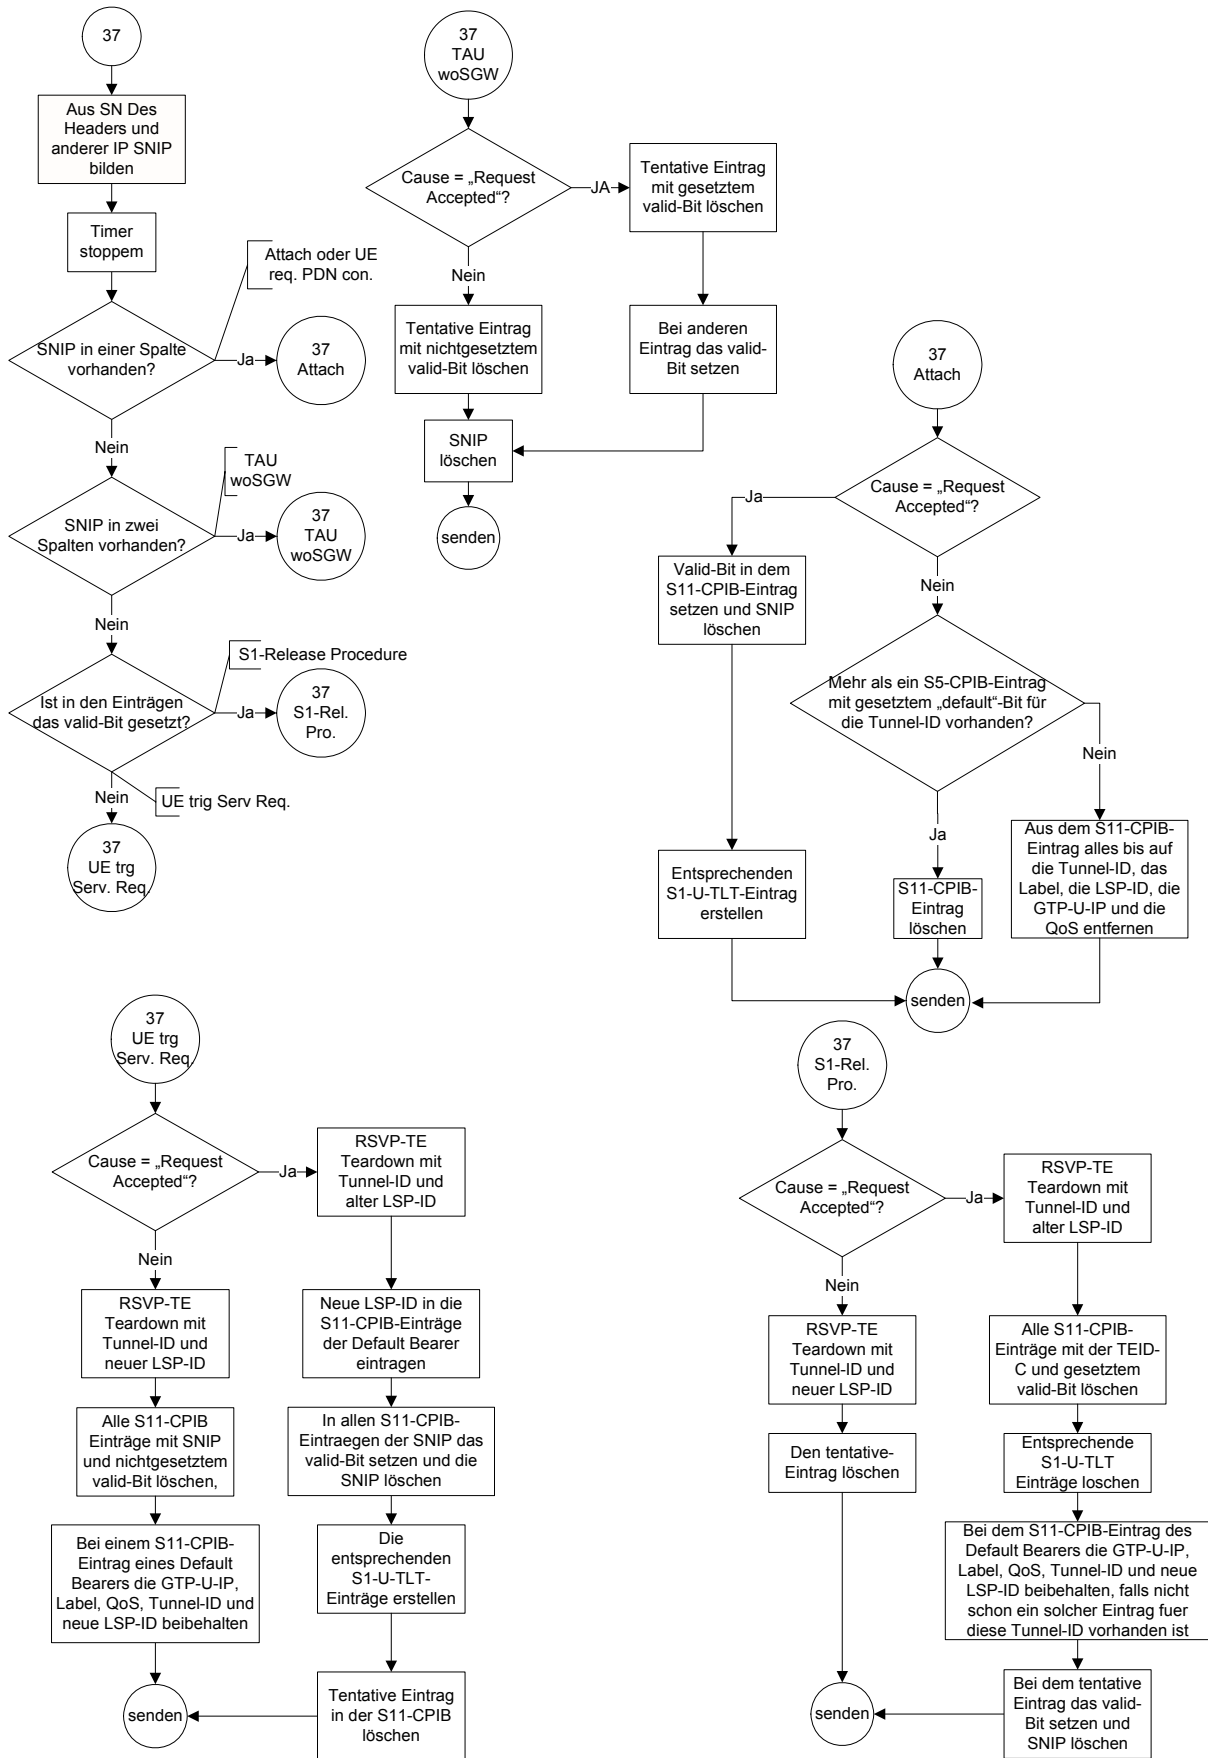 37
Aus SN Des
Headers und
anderer IP SNIP
bilden
Timer
stoppem
Attach oder UE
req. PDN con.
SNIP in einer Spalte
vorhanden?
Ja
37
Attach
Nein
TAU
woSGW
SNIP in zwei
Spalten vorhanden?
Ja
37
TAU
woSGW
Nein
S1-Release Procedure
Ist in den Einträgen
das valid-Bit gesetzt?
Ja
37
S1-Rel.
Pro.
Nein
UE trig Serv Req.
37
UE trg
Serv. Req.
37
TAU
woSGW
Cause = „Request
Accepted“?
JA
Tentative Eintrag
mit gesetztem
valid-Bit löschen
Nein
Tentative Eintrag
mit nichtgesetztem
valid-Bit löschen
Bei anderen
Eintrag das valid-
Bit setzen
SNIP
löschen
senden
37
Attach
Cause = „Request
Accepted“?
Ja
Valid-Bit in dem
S11-CPIB-Eintrag
setzen und SNIP
löschen
Nein
Mehr als ein S5-CPIB-Eintrag
mit gesetztem „default“-Bit für
die Tunnel-ID vorhanden?
Nein
Ja
Entsprechenden
S1-U-TLT-Eintrag
erstellen
S11-CPIB-
Eintrag
löschen
Aus dem S11-CPIB-
Eintrag alles bis auf
die Tunnel-ID, das
Label, die LSP-ID, die
GTP-U-IP und die
QoS entfernen
senden
37
UE trg
Serv. Req.
Cause = „Request
Accepted“?
Ja
RSVP-TE
Teardown mit
Tunnel-ID und
alter LSP-ID
Nein
RSVP-TE
Teardown mit
Tunnel-ID und
neuer LSP-ID
Neue LSP-ID in die
S11-CPIB-Einträge
der Default Bearer
eintragen
Alle S11-CPIB
Einträge mit SNIP
und nichtgesetztem
valid-Bit löschen,
In allen S11-CPIB-
Eintraegen der SNIP das
valid-Bit setzen und die
SNIP löschen
Bei einem S11-CPIB-
Eintrag eines Default
Bearers die GTP-U-IP,
Label, QoS, Tunnel-ID und
neue LSP-ID beibehalten
Die
entsprechenden
S1-U-TLT-
Einträge erstellen
senden
Tentative Eintrag
in der S11-CPIB
löschen
37
S1-Rel.
Pro.
Cause = „Request
Accepted“?
Ja
RSVP-TE
Teardown mit
Tunnel-ID und
alter LSP-ID
Nein
RSVP-TE
Teardown mit
Tunnel-ID und
neuer LSP-ID
Alle S11-CPIB-
Einträge mit der TEID-
C und gesetztem
valid-Bit löschen
Den tentative-
Eintrag löschen
Entsprechende
S1-U-TLT
Einträge loschen
Bei dem S11-CPIB-Eintrag des
Default Bearers die GTP-U-IP,
Label, QoS, Tunnel-ID und neue
LSP-ID beibehalten, falls nicht
schon ein solcher Eintrag fuer
diese Tunnel-ID vorhanden ist
senden
Bei dem tentative
Eintrag das valid-
Bit setzen und
SNIP löschen